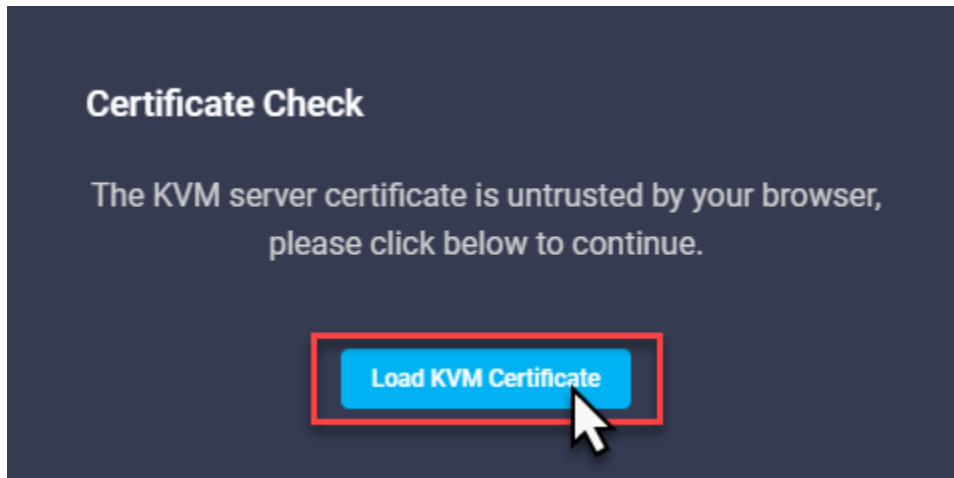 Certificate Check
The KVM server certificate is untrusted by your browser,
please click below to continue.
Load KVM Certificate